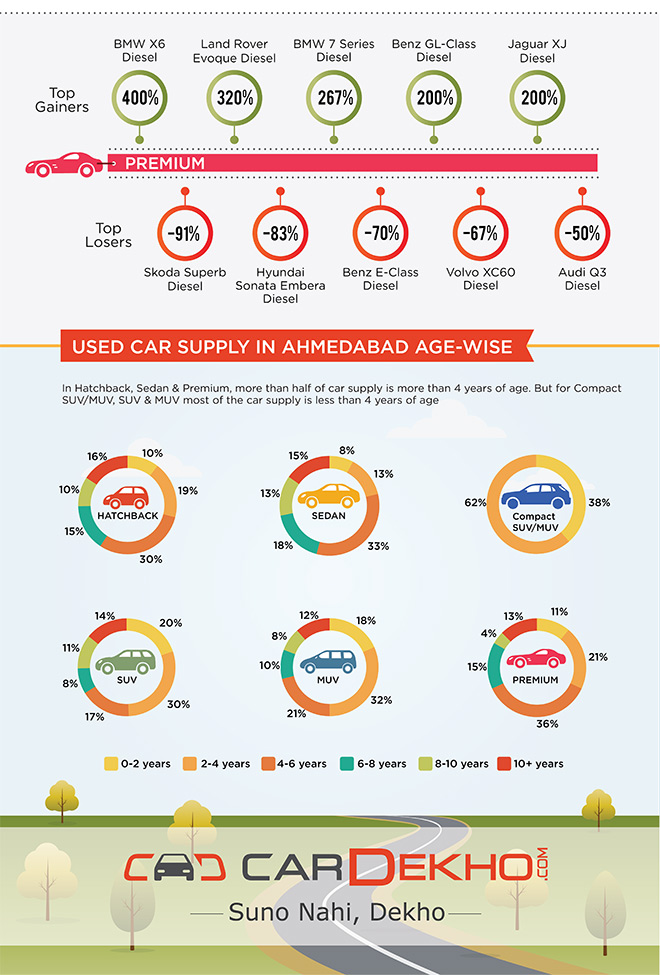 BMW X6
Diesel
Land Rover
Evoque Diesel
BMW 7 Series
Diesel
Benz GL-Class
Diesel
Jaguar XJ
Diesel
Top
Gainers
400%
320%
267%
200%
200%
PREMIUM
Top
Losers
-91%
-83%
-70%
-67%
-50%
Skoda Superb
Diesel
Hyundai
Sonata Embera
Diesel
Benz E-Class
Diesel
Volvo XC60
Diesel
Audi Q3
Diesel
USED CAR SUPPLY IN AHMEDABAD AGE-WISE
In Hatchback, Sedan & Premium, more than half of car supply is more than 4 years of age. But for Compact
SUV/MUV, SUV & MUV most of the car supply is less than 4 years of age
16%
10%
10%
19%
15%
30%
HATCHBACK
15%
8%
13%
13%
18%
33%
SEDAN
62%
38%
Compact
SUV/MUV
14%
20%
11%
8%
30%
17%
SUV
12%
18%
8%
10%
32%
21%
MUV
13%
11%
4%
21%
15%
36%
PREMIUM
0-2 years
2-4 years
4-6 years
6-8 years
8-10 years
10+ years
CARDEKHO.COM
Suno Nahi, Dekho